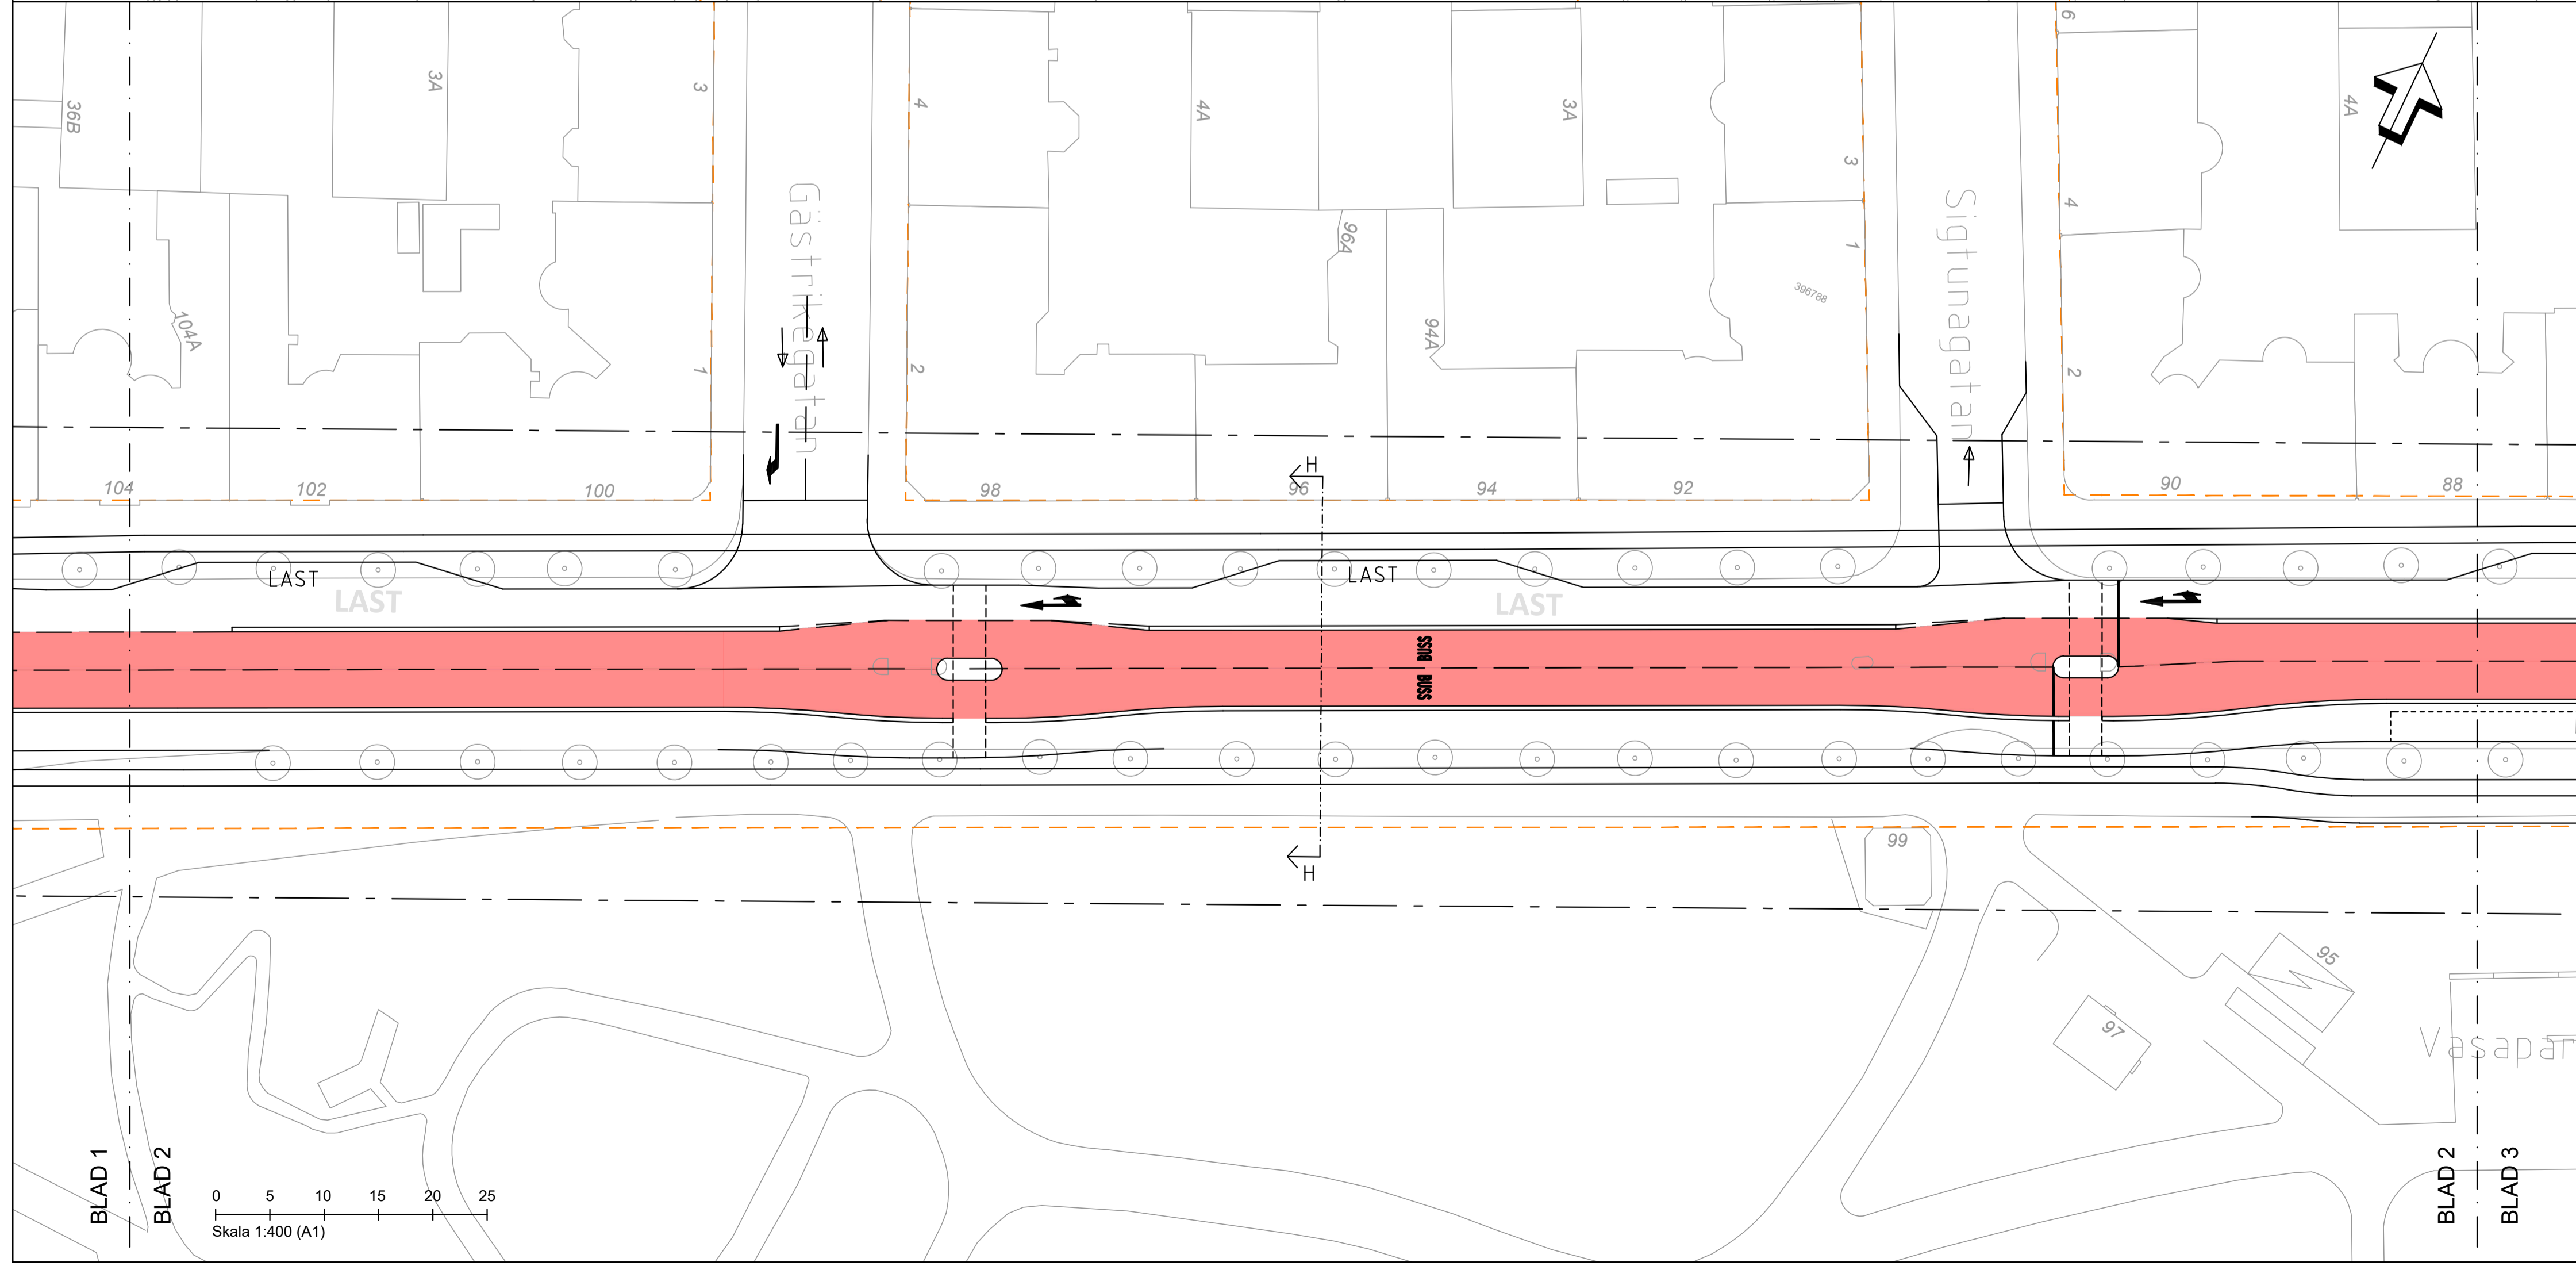 36B
3A
3
4
4A
3A
3
6
4
4A
104A
Gästrikegatan
96A
94A
1
396788
Sigtunagatan
1
2
2
104
102
100
98
H
96
94
92
90
88
LAST
LAST
LAST
LAST
BUSS
BUSS
H
99
95
97
Vasapar
BLAD 1
BLAD 2
0 5 10 15 20 25
Skala 1:400 (A1)
BLAD 2
BLAD 3